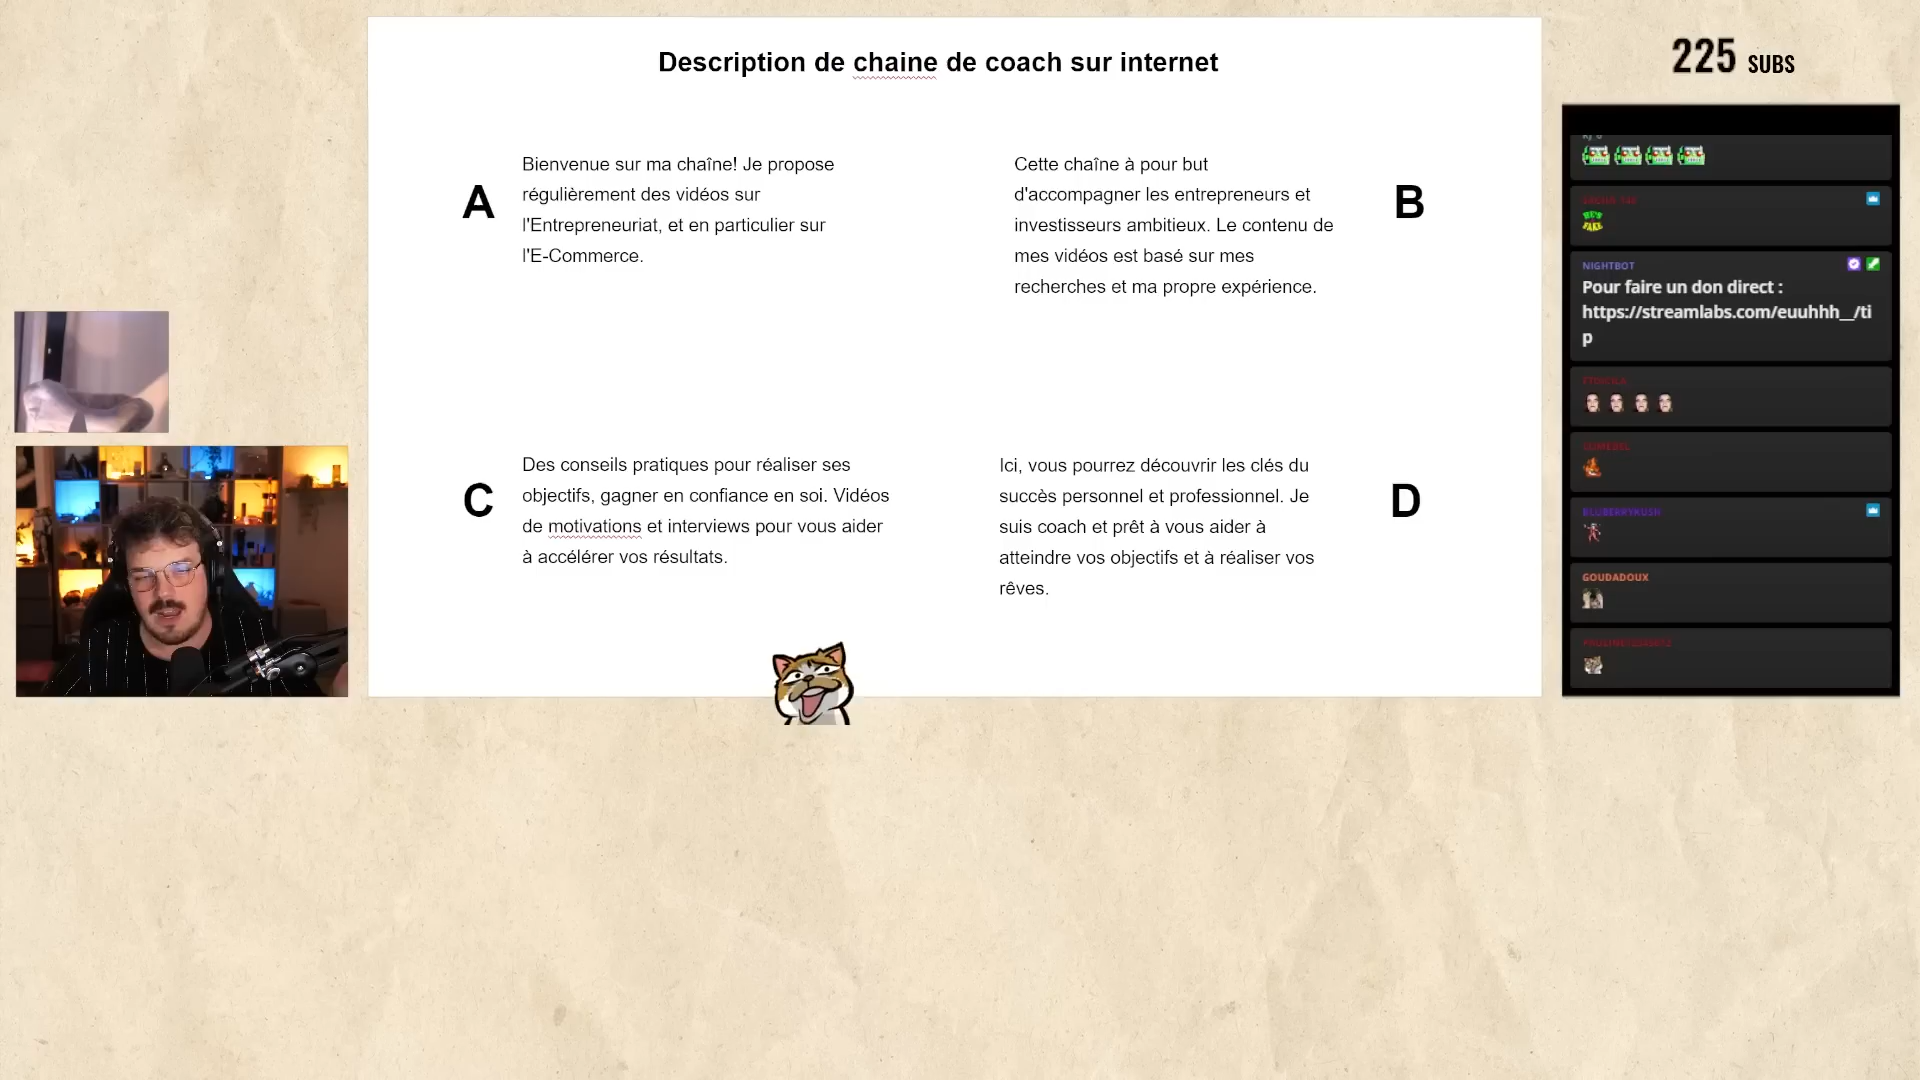 Description de chaine de coach sur internet
A
Bienvenue sur ma chaîne! Je propose
régulièrement des vidéos sur
l'Entrepreneuriat, et en particulier sur
l'E-Commerce.
Cette chaîne à pour but
d'accompagner les entrepreneurs et
investisseurs ambitieux. Le contenu de
mes vidéos est basé sur mes
recherches et ma propre expérience.
B
C
Des conseils pratiques pour réaliser ses
objectifs, gagner en confiance en soi. Vidéos
de motivations et interviews pour vous aider
à accélérer vos résultats.
Ici, vous pourrez découvrir les clés du
succès personnel et professionnel. Je
suis coach et prêt à vous aider à
atteindre vos objectifs et à réaliser vos
rêves.
D
225 SUBS
NIGHTBOT
Pour faire un don direct :
https://streamlabs.com/euuhhh__/ti
p
BLUBERRYKUSH
GOUDADOUX